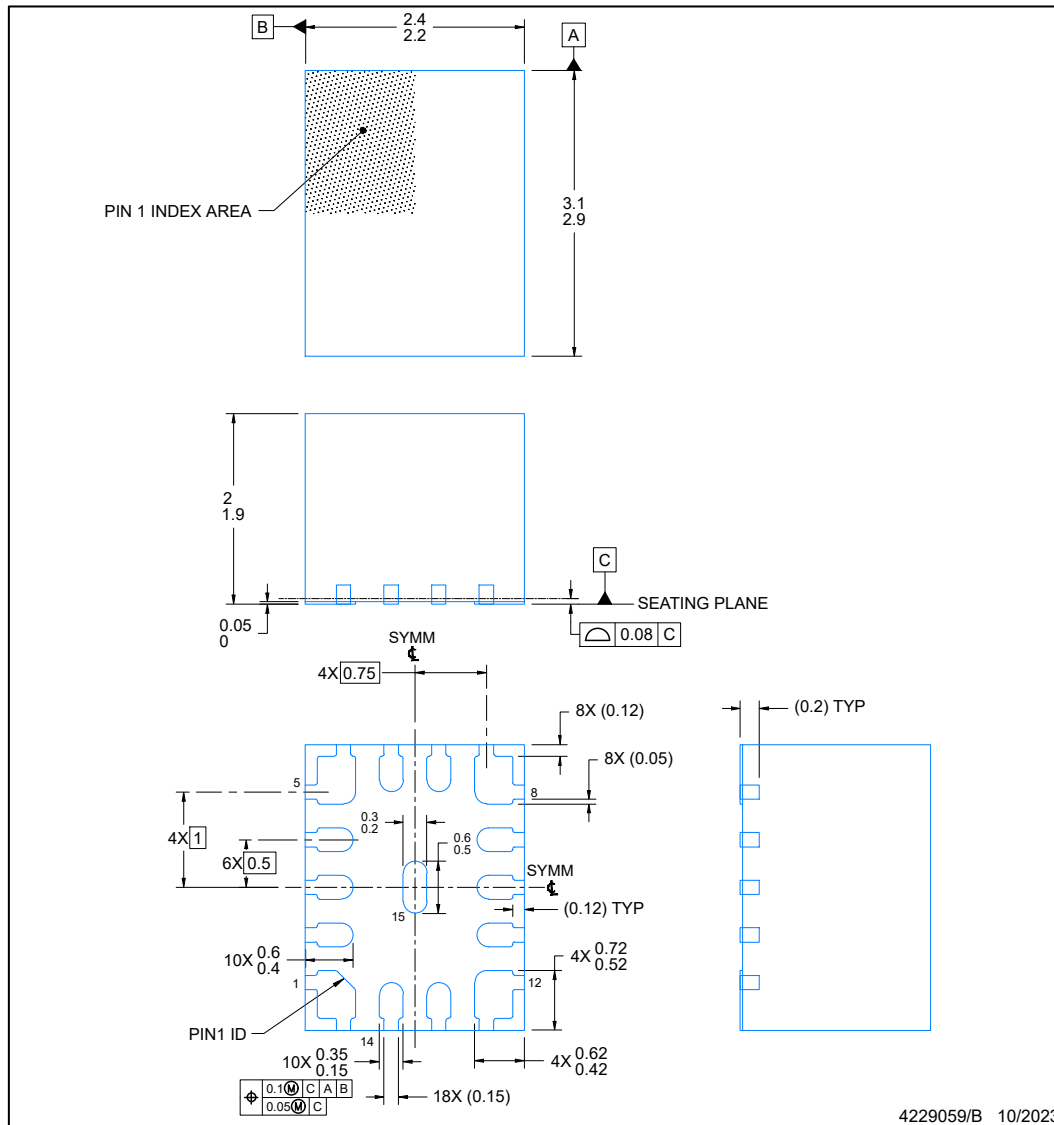 B
2.4
2.2
A
PIN 1 INDEX AREA
3.1
2.9
2
1.9
C
SEATING PLANE
0.05
0
0.08 C
SYMM
4X 0.75
8X (0.12)
(0.2) TYP
8X (0.05)
5
8
0.3
0.2
0.6
0.5
4X 1
6X 0.5
SYMM
15
(0.12) TYP
10X 0.6
0.4
4X 0.72
0.52
1
12
PIN1 ID
14
10X 0.35
0.15
4X 0.62
0.42
0.1 M C A B
0.05 M C
18X (0.15)
4229059/B 10/2023